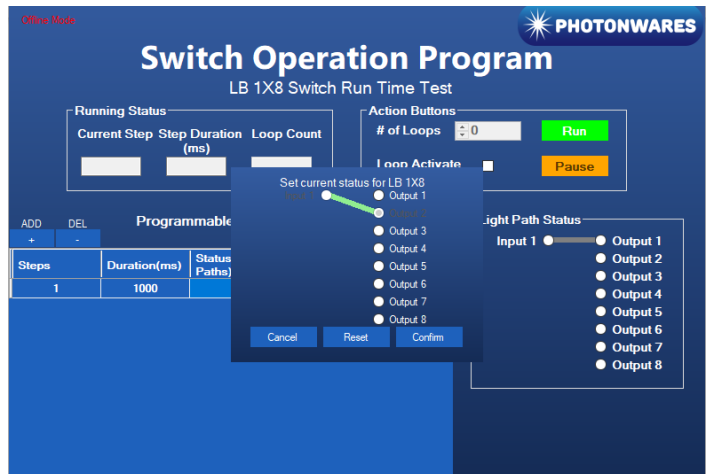 Offline Mode
PHOTONWARES
Switch Operation Program
LB 1X8 Switch Run Time Test
Running Status
Current Step Step Duration (ms) Loop Count
Action Buttons
# of Loops 0 Run
Loop Activate Pause
Set current status for LB 1X8
Input 1 Output 1
Output 2
Output 3
Output 4
Output 5
Output 6
Output 7
Output 8
Cancel Reset Confirm
ADD DEL Programmable
+ -
Steps Duration(ms) Status Paths)
1 1000
Light Path Status
Input 1 Output 1
Output 2
Output 3
Output 4
Output 5
Output 6
Output 7
Output 8